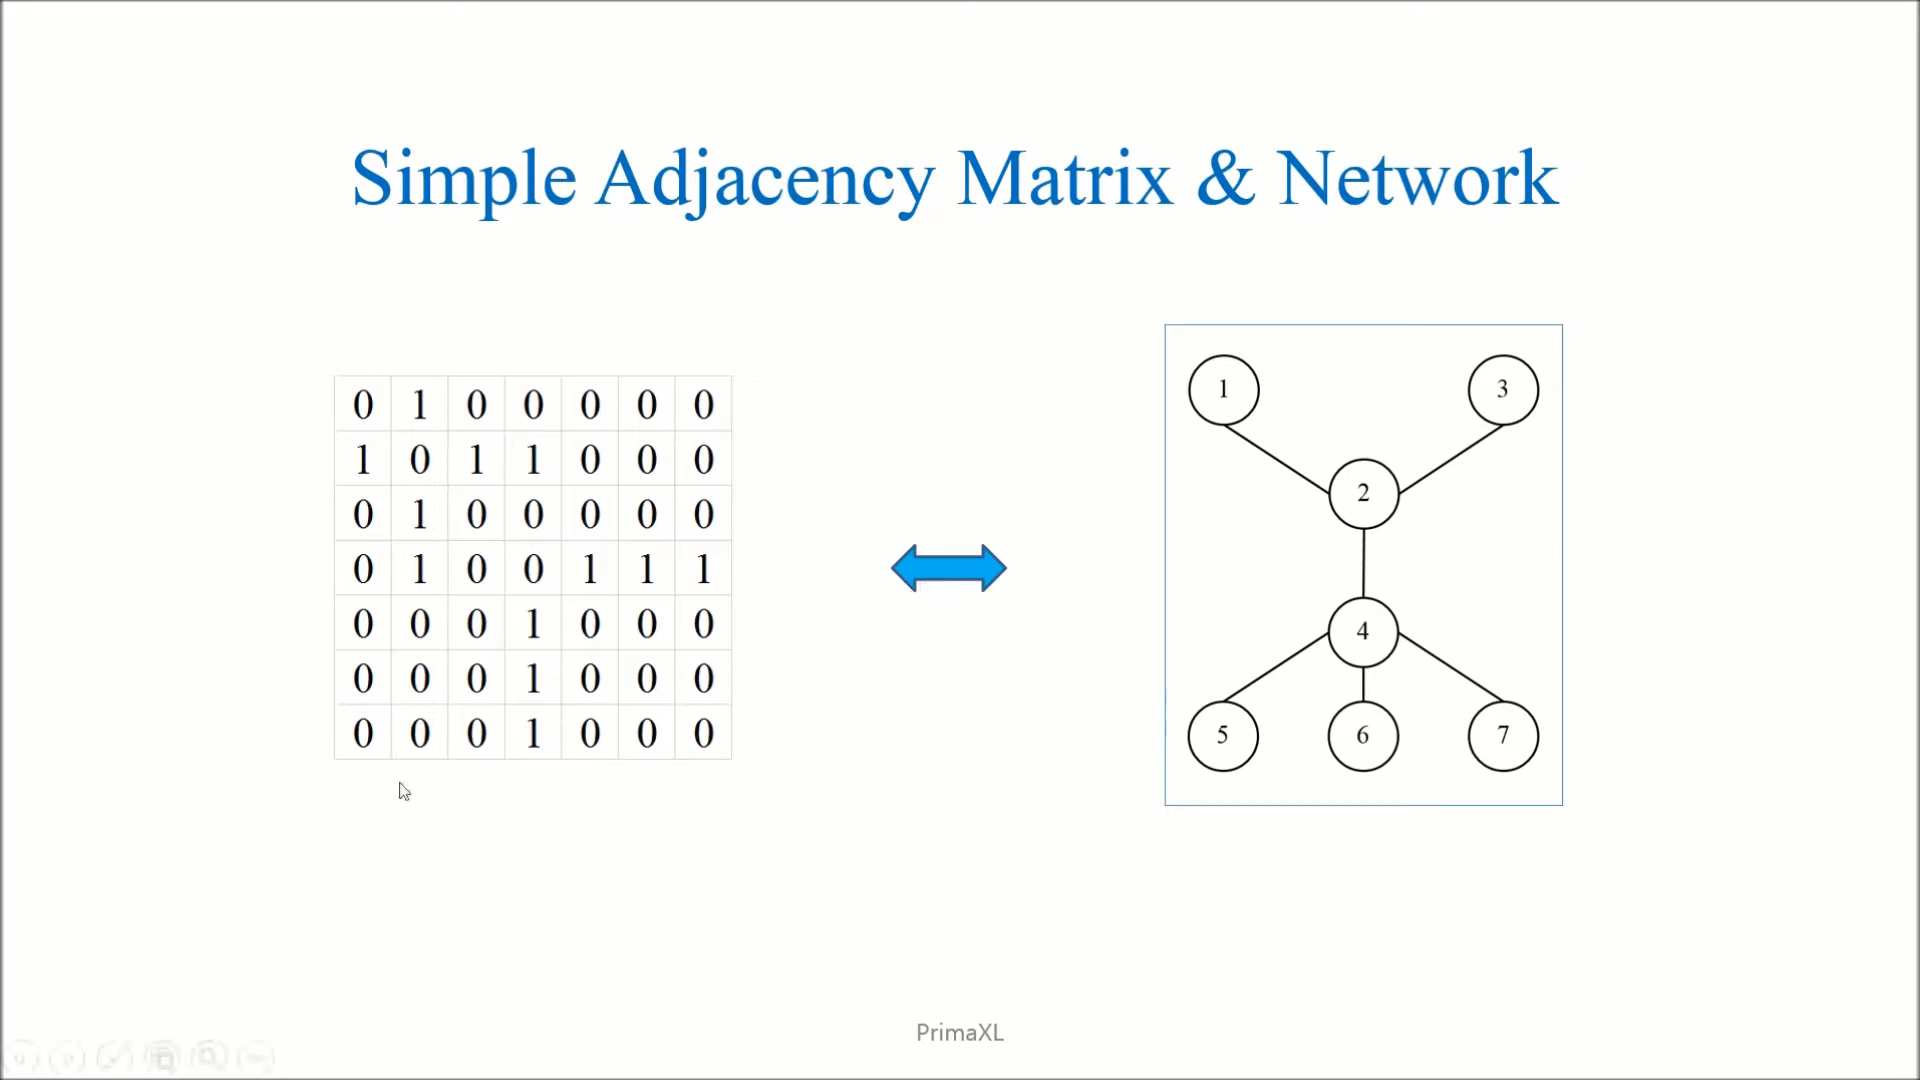 Simple Adjacency Matrix & Network
0 1 0 0 0 0 0
1 0 1 1 0 0 0
0 1 0 0 0 0 0
0 1 0 0 1 1 1
0 0 0 1 0 0 0
0 0 0 1 0 0 0
0 0 0 1 0 0 0
1 3
2
4
5 6 7
PrimaXL